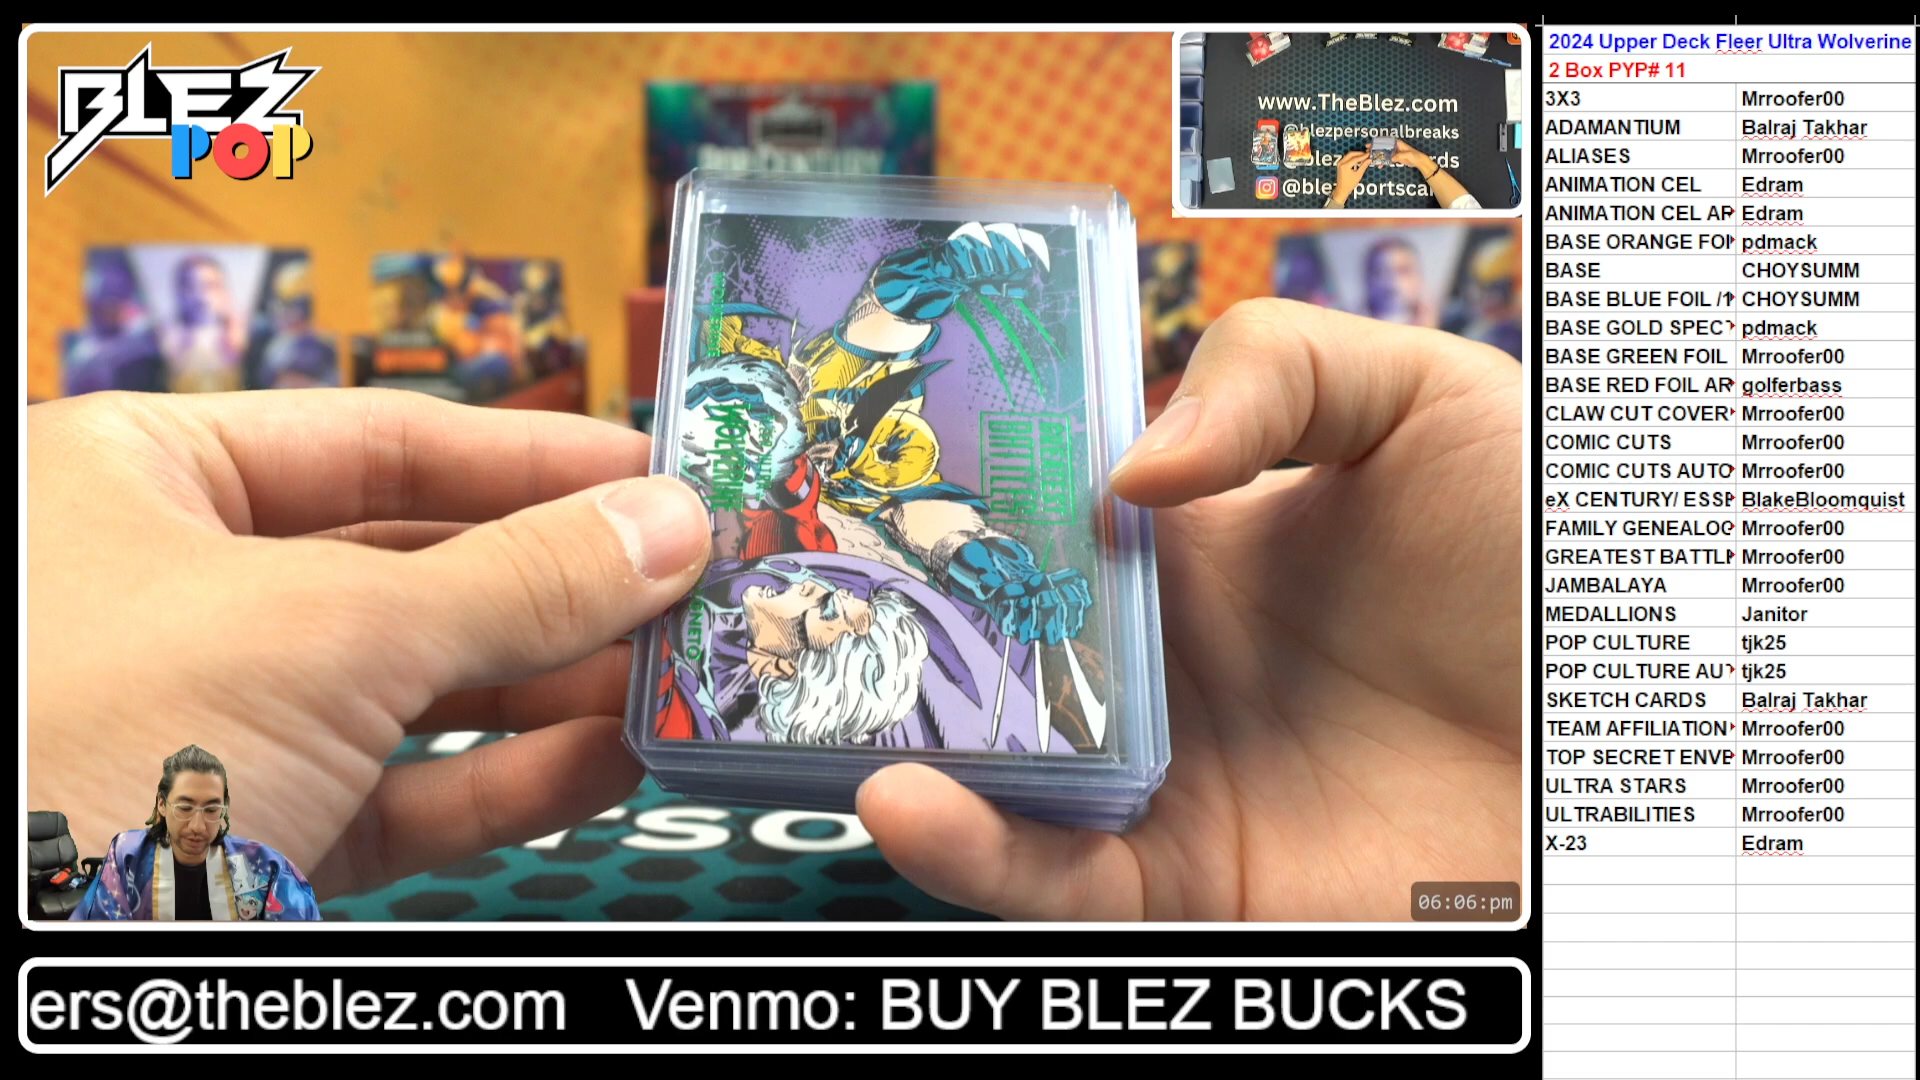 BLEZ
POP
www.TheBlez.com
@blezpersonalbreaks
GREATEST
BATTLES
WOLVERINE
06:06:pm
ers@theblez.com Venmo: BUY BLEZ BUCKS
2024 Upper Deck Fleer Ultra Wolverine
2 Box PYP# 11
3X3 Mrroofer00
ADAMANTIUM Balraj Takhar
ALIASES Mrroofer00
ANIMATION CEL Edram
ANIMATION CEL AR Edram
BASE ORANGE FOI pdmack
BASE CHOYSUMM
BASE BLUE FOIL /1 CHOYSUMM
BASE GOLD SPECT pdmack
BASE GREEN FOIL Mrroofer00
BASE RED FOIL AR golferbass
CLAW CUT COVER Mrroofer00
COMIC CUTS Mrroofer00
COMIC CUTS AUTO Mrroofer00
eX CENTURY/ ESSE BlakeBloomquist
FAMILY GENEALOG Mrroofer00
GREATEST BATTLE Mrroofer00
JAMBALAYA Mrroofer00
MEDALLIONS Janitor
POP CULTURE tjk25
POP CULTURE AUT tjk25
SKETCH CARDS Balraj Takhar
TEAM AFFILIATION Mrroofer00
TOP SECRET ENVE Mrroofer00
ULTRA STARS Mrroofer00
ULTRABILITIES Mrroofer00
X-23 Edram